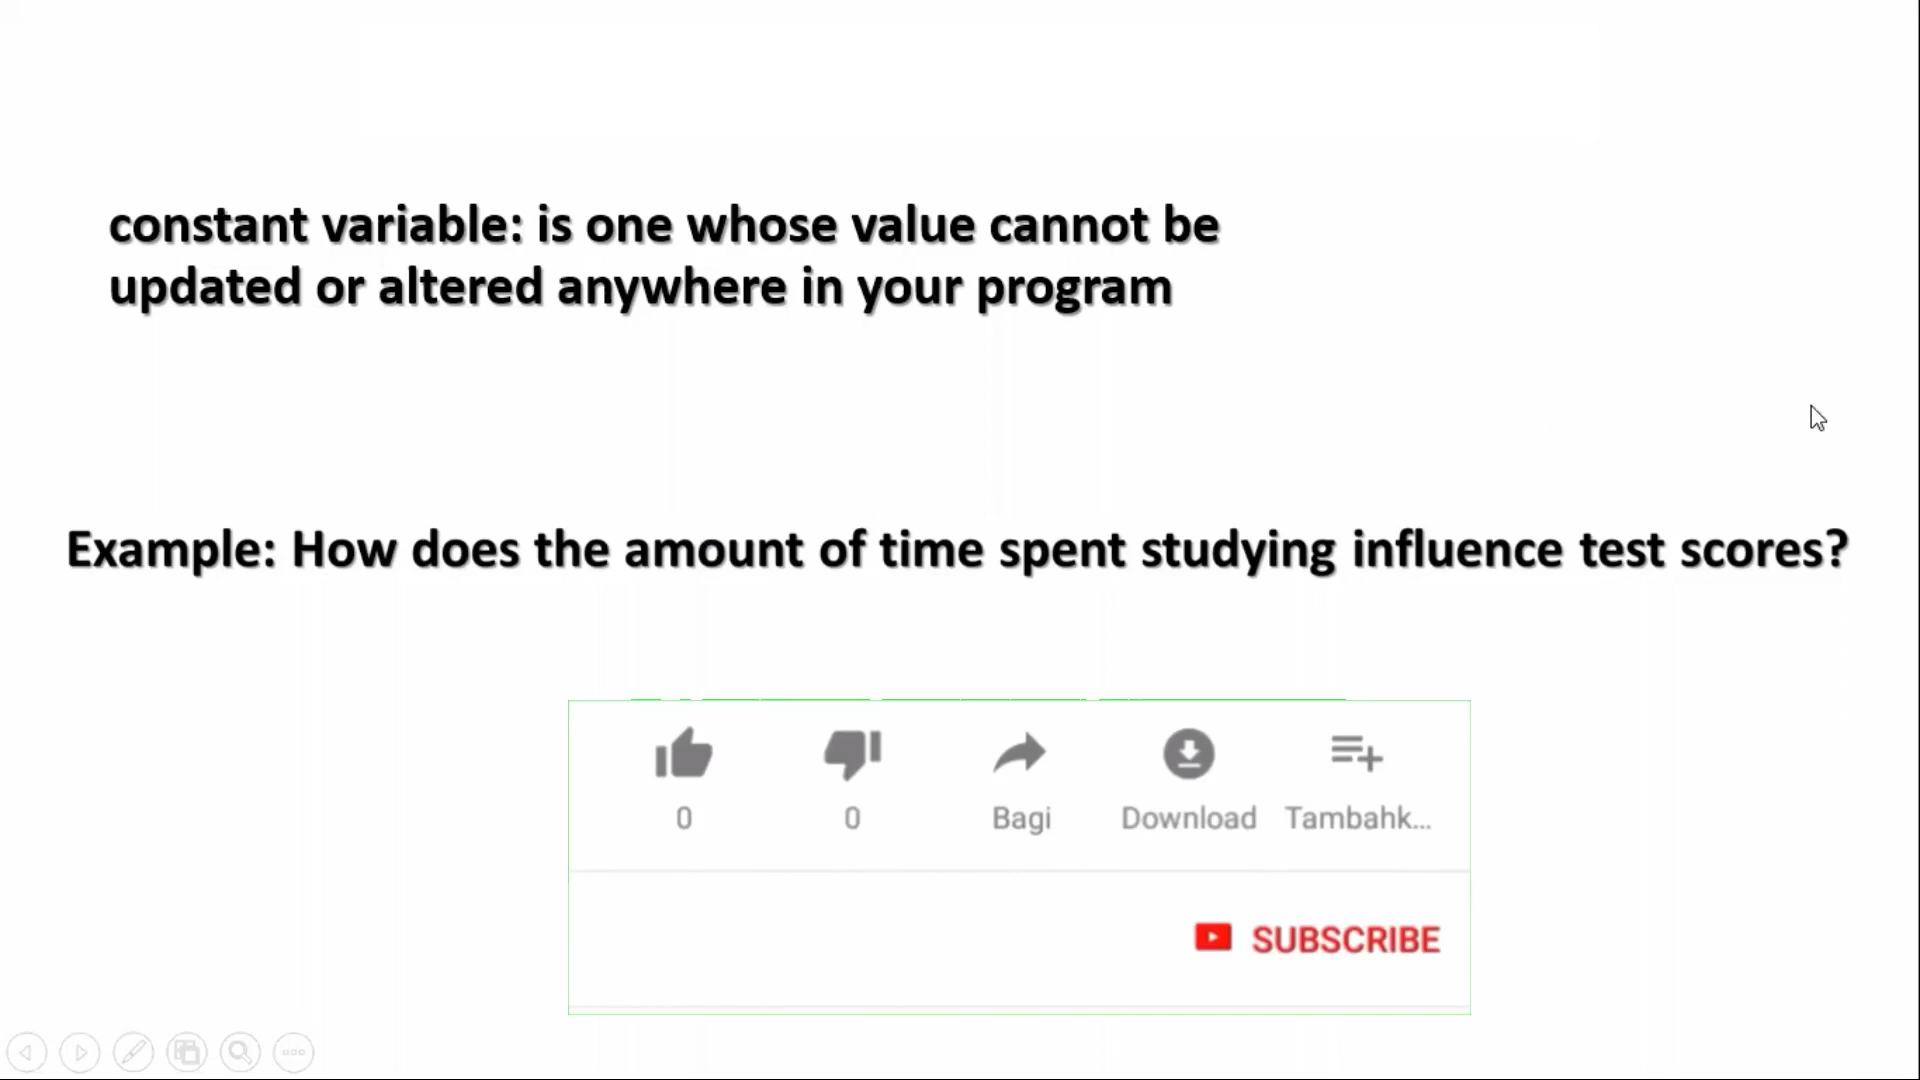 constant variable: is one whose value cannot be
updated or altered anywhere in your program
Example: How does the amount of time spent studying influence test scores?
0 0 Bagi Download Tambahk...
SUBSCRIBE